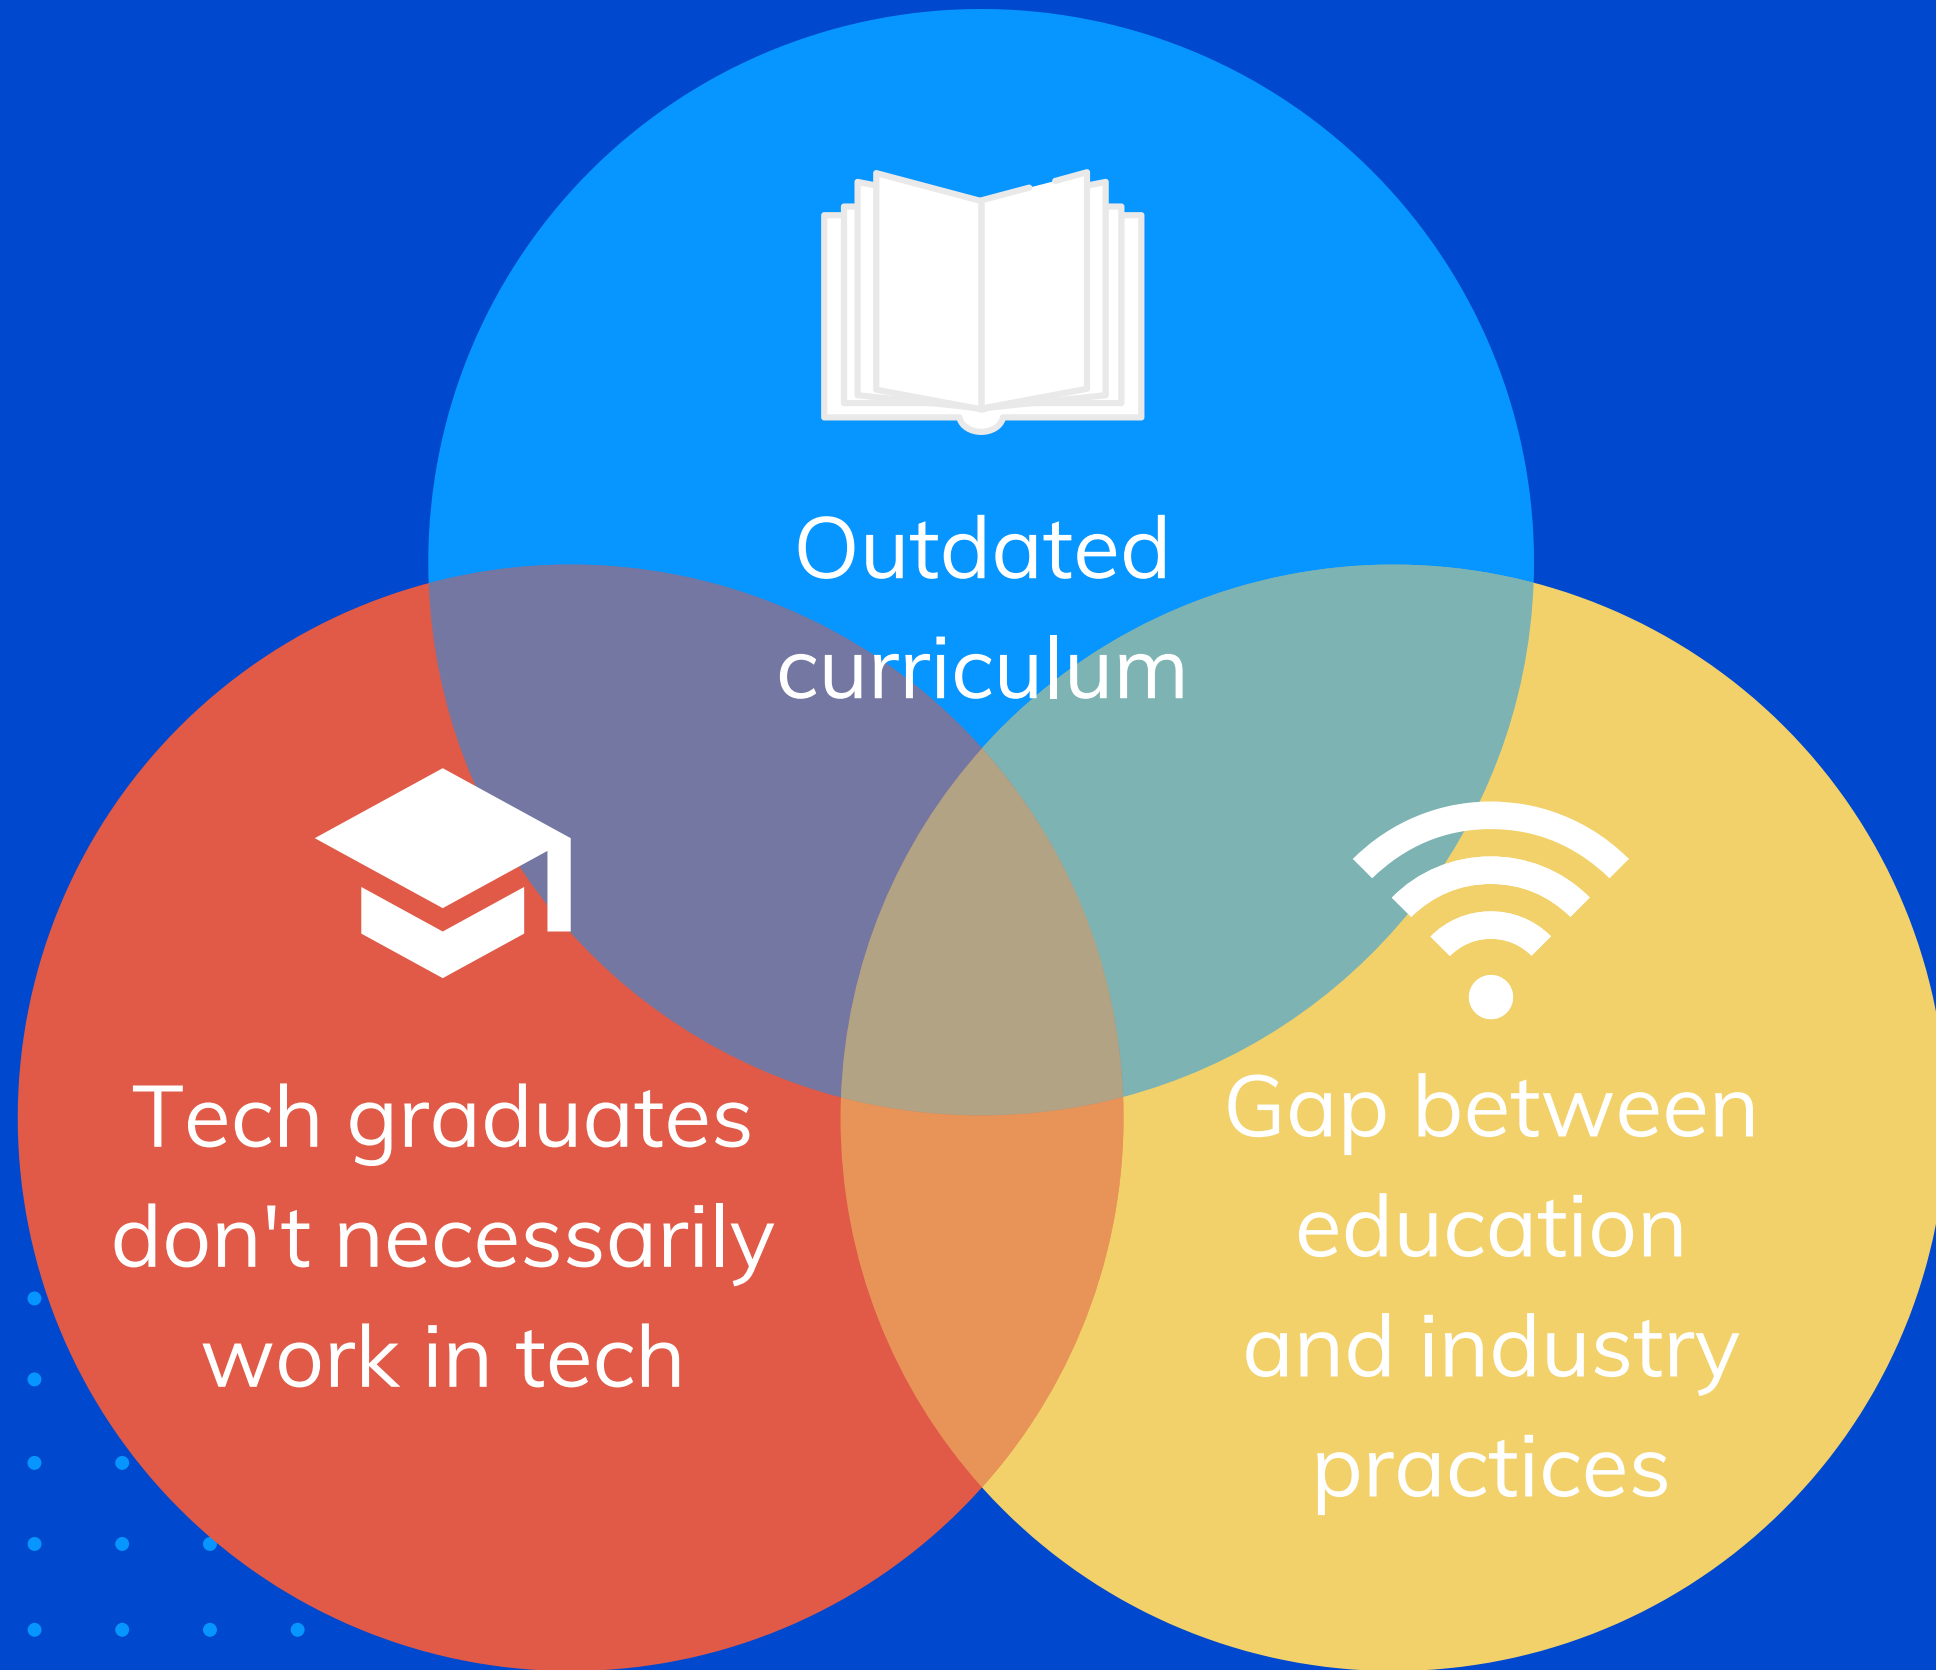 Outdated
curriculum
Tech graduates
don't necessarily
work in tech
Gap between
education
and industry
practices